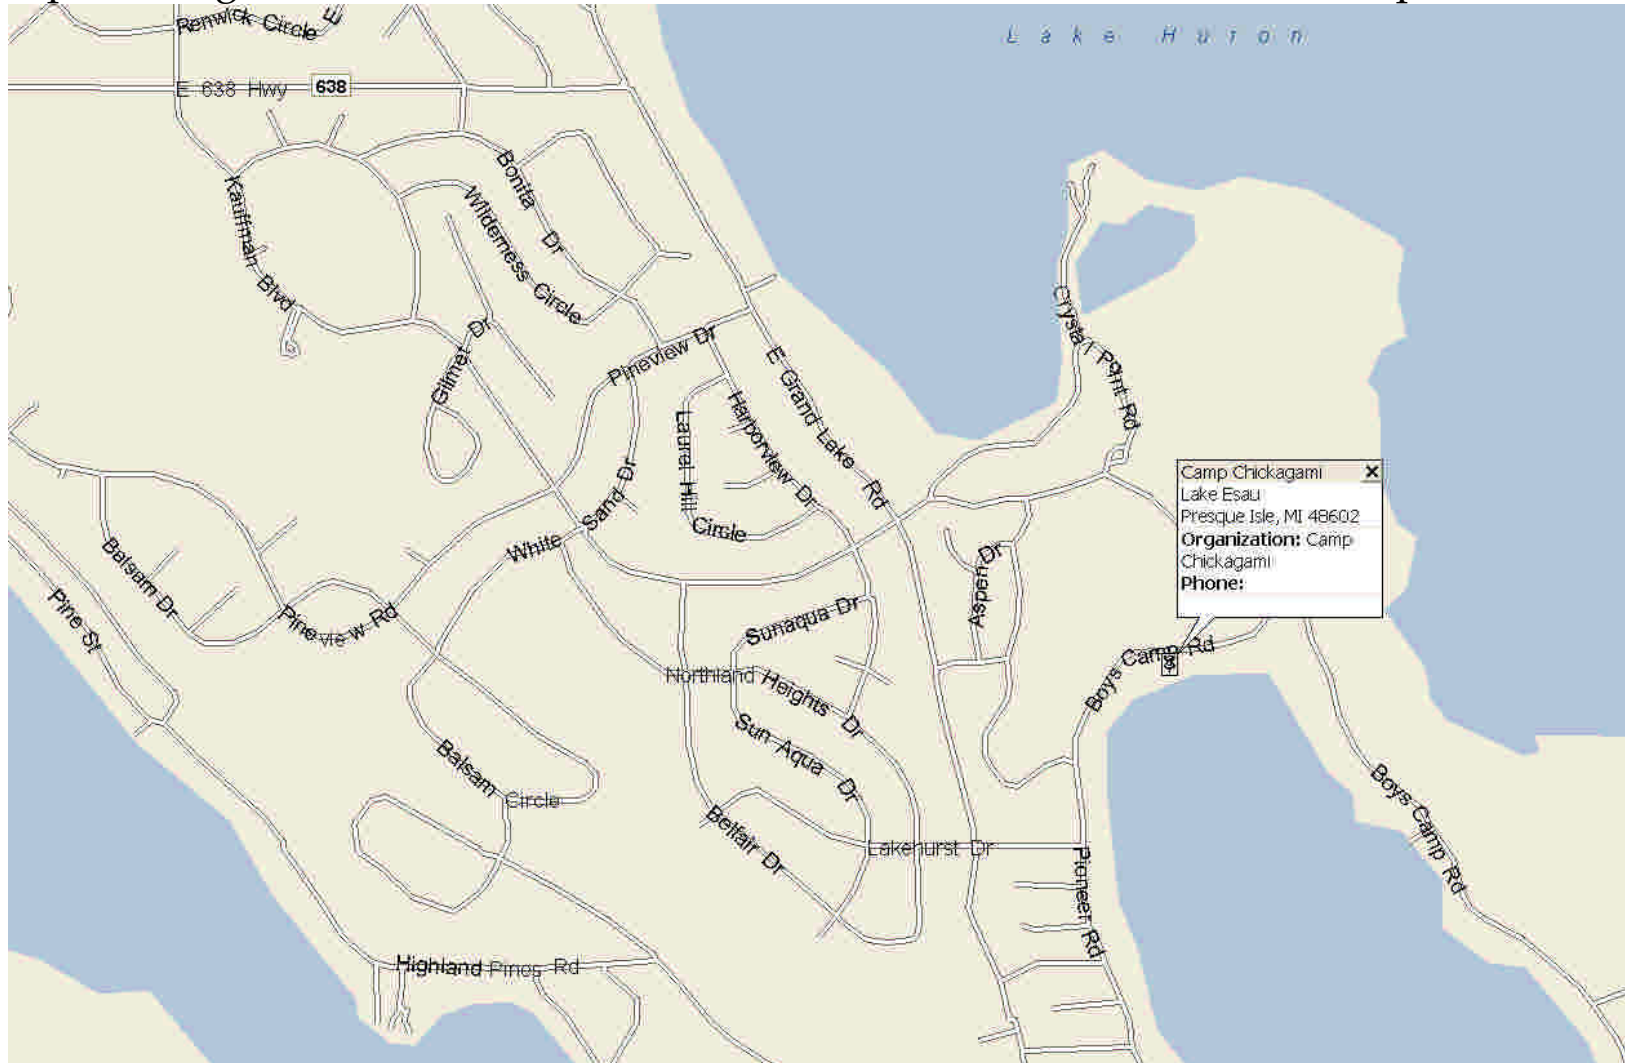 Renwick Circle E
Lake Huron
E 638 Hwy 638
Kauffman Blvd
Bonita Dr
Wilderness Circle
Gilmet Dr
Pineview Dr
E Grand Lake Rd
Crystal Point Rd
Laurel Hill Circle
Harborview Dr
White Sand Dr
Camp Chickagami
Lake Esau
Presque Isle, MI 48602
Organization: Camp
Chickagami
Phone:
Balsam Dr
Pine St
Pineview Rd
Aspen Dr
Sunaqua Dr
Boys Camp Rd
Northland Heights Dr
Sun Aqua Dr
Balsam Circle
Belfair Dr
Lakehurst Dr
Pioneer Rd
Boys Camp Rd
Highland Pines Rd